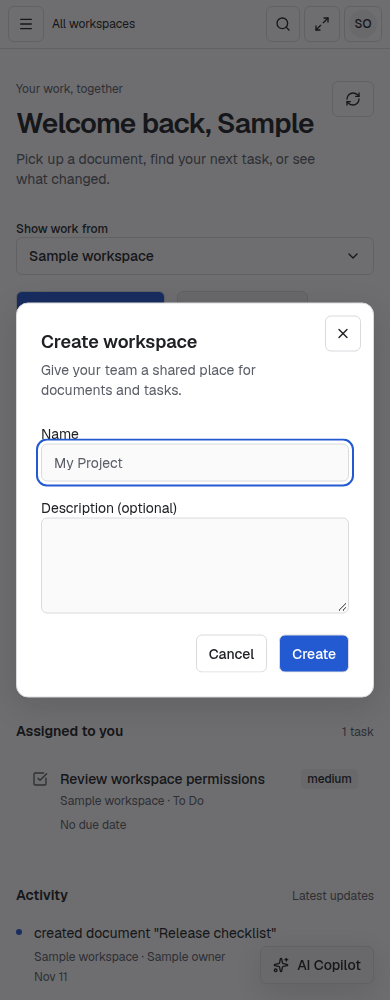 All workspaces
SO
Your work, together
Welcome back, Sample
Pick up a document, find your next task, or see
what changed.
Show work from
Sample workspace
Create workspace
Give your team a shared place for
documents and tasks.
Name
My Project
Description (optional)
Cancel
Create
Assigned to you
1 task
Review workspace permissions
medium
Sample workspace · To Do
No due date
Activity
Latest updates
created document "Release checklist"
Sample workspace · Sample owner
Nov 11
AI Copilot